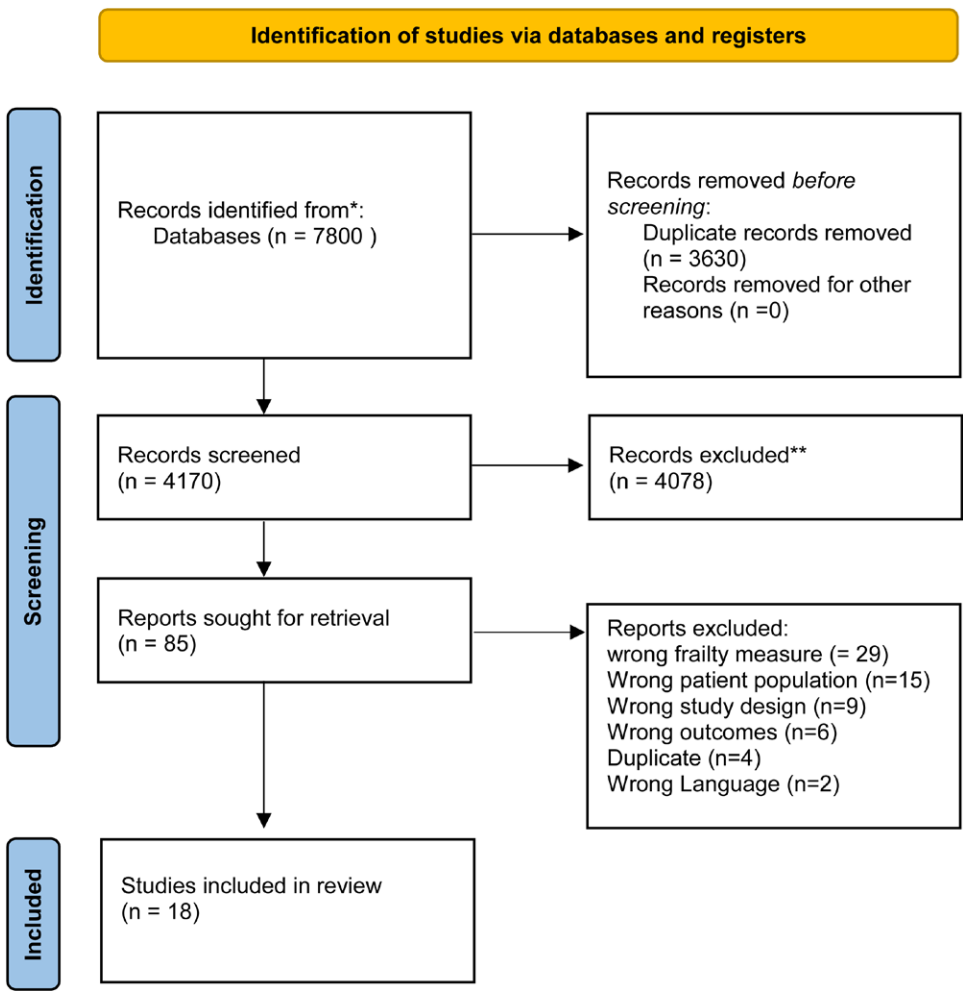 Identification of studies via databases and registers
Identification
Records identified from*:
Databases (n = 7800 )
Records removed before
screening:
Duplicate records removed
(n = 3630)
Records removed for other
reasons (n =0)
Screening
Records screened
(n = 4170)
Records excluded**
(n = 4078)
Reports sought for retrieval
(n = 85)
Reports excluded:
wrong frailty measure (= 29)
Wrong patient population (n=15)
Wrong study design (n=9)
Wrong outcomes (n=6)
Duplicate (n=4)
Wrong Language (n=2)
Included
Studies included in review
(n = 18)